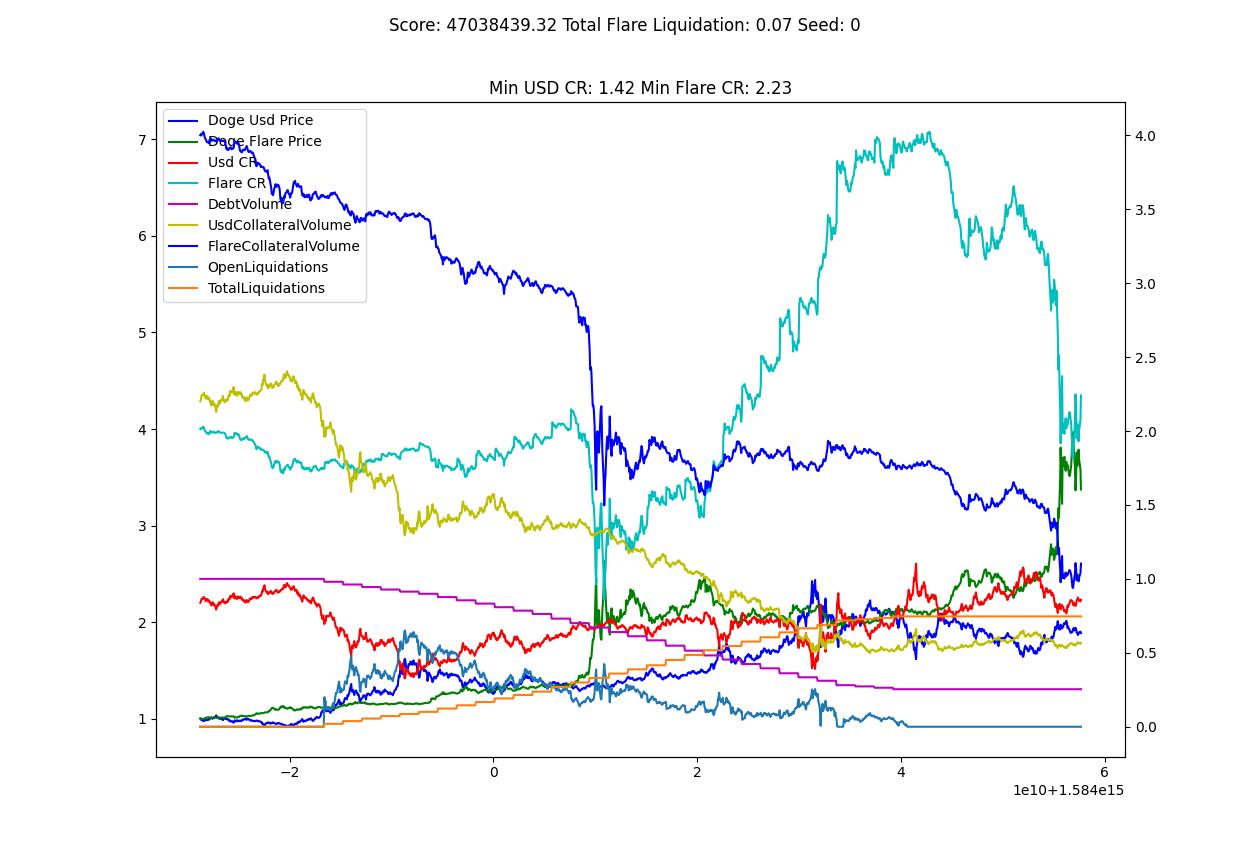 Score: 47038439.32 Total Flare Liquidation: 0.07 Seed: 0
Min USD CR: 1.42 Min Flare CR: 2.23
Doge Usd Price
Doge Flare Price
Usd CR
Flare CR
DebtVolume
UsdCollateralVolume
FlareCollateralVolume
OpenLiquidations
TotalLiquidations
7
6
5
4
3
2
1
4.0
3.5
3.0
2.5
2.0
1.5
1.0
0.5
0.0
−2
0
2
4
6
1e10+1.584e15